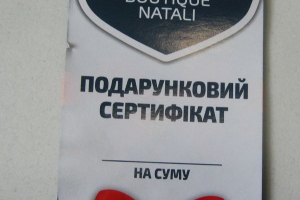 BOUTIQUE
NATALI
ПОДАРУНКОВИЙ
СЕРТИФІКАТ
НА СУМУ